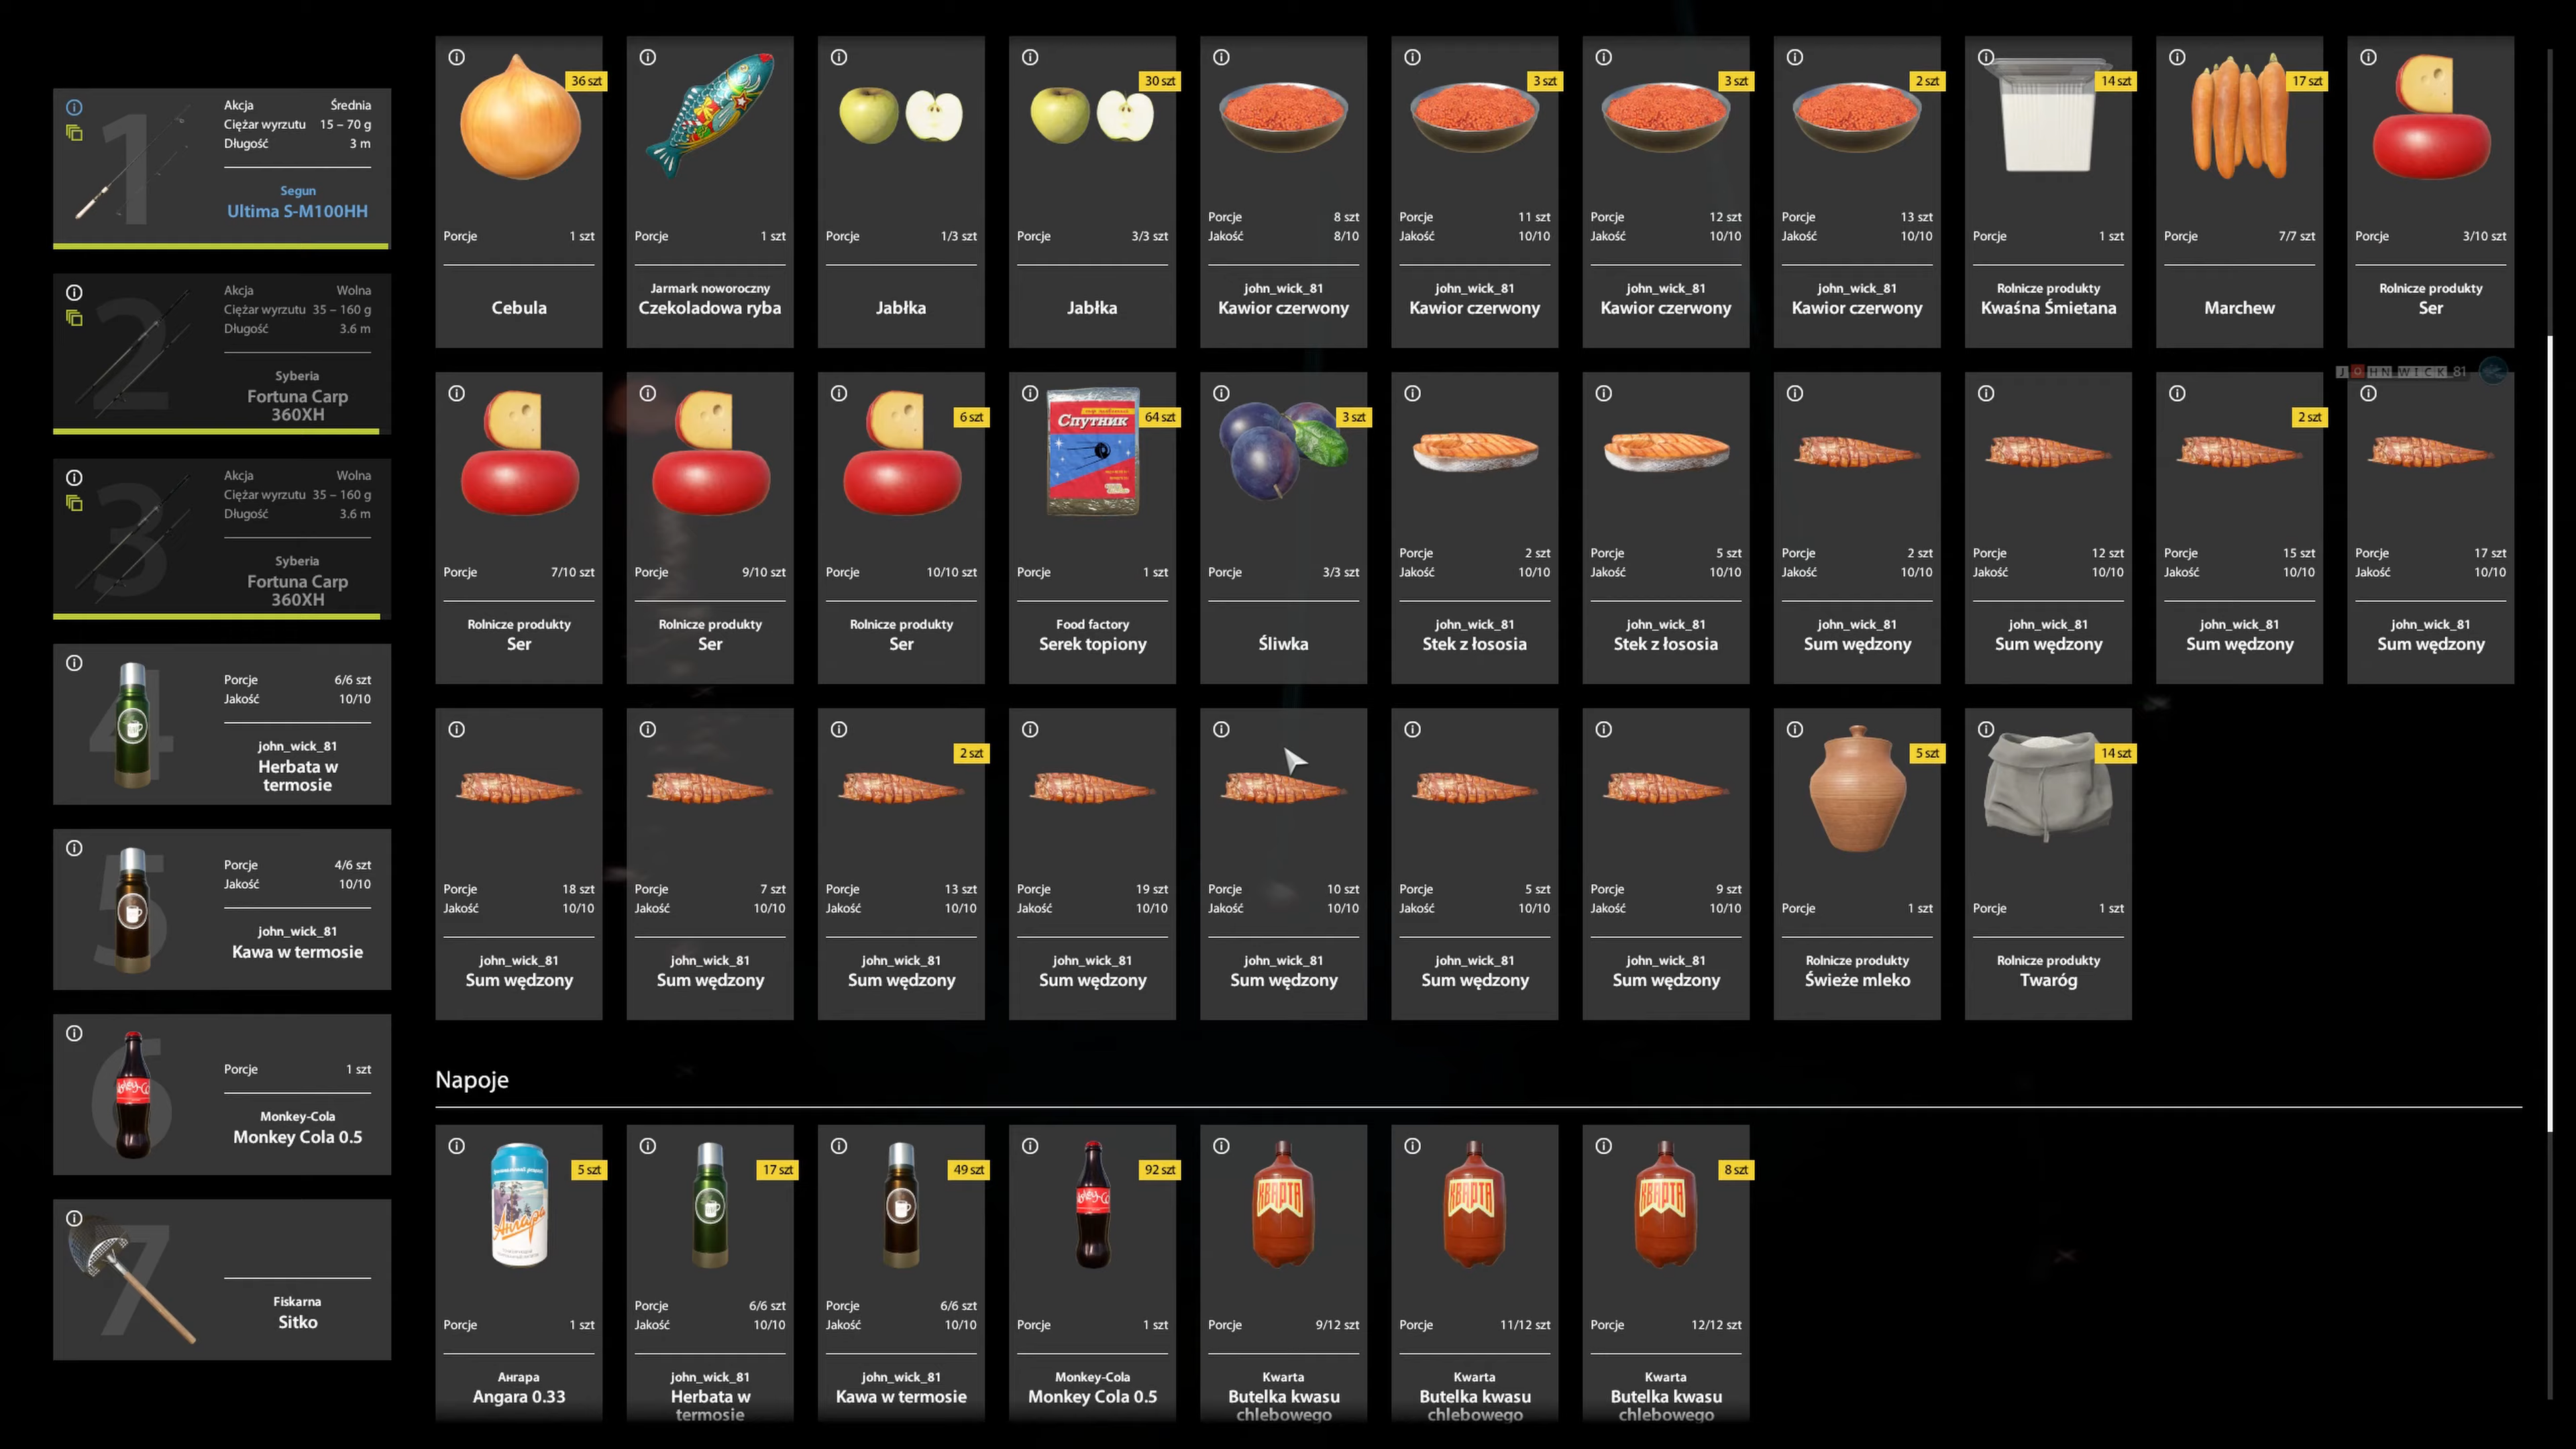 1
Akcja Średnia
Ciężar wyrzutu 15 – 70 g
Długość 3 m
Segun
Ultima S-M100HH
2
Akcja Wolna
Ciężar wyrzutu 35 – 160 g
Długość 3.6 m
Syberia
Fortuna Carp
360XH
3
Akcja Wolna
Ciężar wyrzutu 35 – 160 g
Długość 3.6 m
Syberia
Fortuna Carp
360XH
4
Porcje 6/6 szt
Jakość 10/10
john_wick_81
Herbata w
termosie
5
Porcje 4/6 szt
Jakość 10/10
john_wick_81
Kawa w termosie
6
Porcje 1 szt
Monkey-Cola
Monkey Cola 0.5
7
Fiskarna
Sitko
36 szt
Porcje 1 szt
Cebula
Porcje 1 szt
Jarmark noworoczny
Czekoladowa ryba
Porcje 1/3 szt
Jabłka
30 szt
Porcje 3/3 szt
Jabłka
Porcje 8 szt
Jakość 8/10
john_wick_81
Kawior czerwony
3 szt
Porcje 11 szt
Jakość 10/10
john_wick_81
Kawior czerwony
3 szt
Porcje 12 szt
Jakość 10/10
john_wick_81
Kawior czerwony
2 szt
Porcje 13 szt
Jakość 10/10
john_wick_81
Kawior czerwony
14 szt
Porcje 1 szt
Rolnicze produkty
Kwaśna Śmietana
17 szt
Porcje 7/7 szt
Marchew
Porcje 3/10 szt
Rolnicze produkty
Ser
JOHN_WICK_81
Porcje 7/10 szt
Rolnicze produkty
Ser
Porcje 9/10 szt
Rolnicze produkty
Ser
6 szt
Porcje 10/10 szt
Rolnicze produkty
Ser
Спутник
64 szt
Porcje 1 szt
Food factory
Serek topiony
3 szt
Porcje 3/3 szt
Śliwka
Porcje 2 szt
Jakość 10/10
john_wick_81
Stek z łososia
Porcje 5 szt
Jakość 10/10
john_wick_81
Stek z łososia
Porcje 2 szt
Jakość 10/10
john_wick_81
Sum wędzony
Porcje 12 szt
Jakość 10/10
john_wick_81
Sum wędzony
2 szt
Porcje 15 szt
Jakość 10/10
john_wick_81
Sum wędzony
Porcje 17 szt
Jakość 10/10
john_wick_81
Sum wędzony
Porcje 18 szt
Jakość 10/10
john_wick_81
Sum wędzony
Porcje 7 szt
Jakość 10/10
john_wick_81
Sum wędzony
2 szt
Porcje 13 szt
Jakość 10/10
john_wick_81
Sum wędzony
Porcje 19 szt
Jakość 10/10
john_wick_81
Sum wędzony
Porcje 10 szt
Jakość 10/10
john_wick_81
Sum wędzony
Porcje 5 szt
Jakość 10/10
john_wick_81
Sum wędzony
Porcje 9 szt
Jakość 10/10
john_wick_81
Sum wędzony
5 szt
Porcje 1 szt
Rolnicze produkty
Świeże mleko
14 szt
Porcje 1 szt
Rolnicze produkty
Twaróg
Napoje
Ангара
5 szt
Porcje 1 szt
Ангара
Angara 0.33
17 szt
Porcje 6/6 szt
Jakość 10/10
john_wick_81
Herbata w
termosie
49 szt
Porcje 6/6 szt
Jakość 10/10
john_wick_81
Kawa w termosie
92 szt
Porcje 1 szt
Monkey-Cola
Monkey Cola 0.5
КВАРТА
Porcje 9/12 szt
Kwarta
Butelka kwasu
chlebowego
КВАРТА
Porcje 11/12 szt
Kwarta
Butelka kwasu
chlebowego
КВАРТА
8 szt
Porcje 12/12 szt
Kwarta
Butelka kwasu
chlebowego